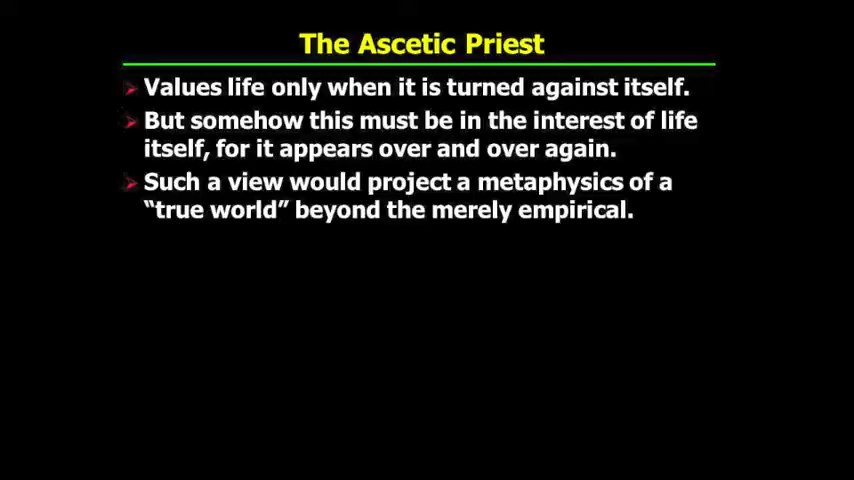 The Ascetic Priest
Values life only when it is turned against itself.
But somehow this must be in the interest of life
itself, for it appears over and over again.
Such a view would project a metaphysics of a
“true world” beyond the merely empirical.